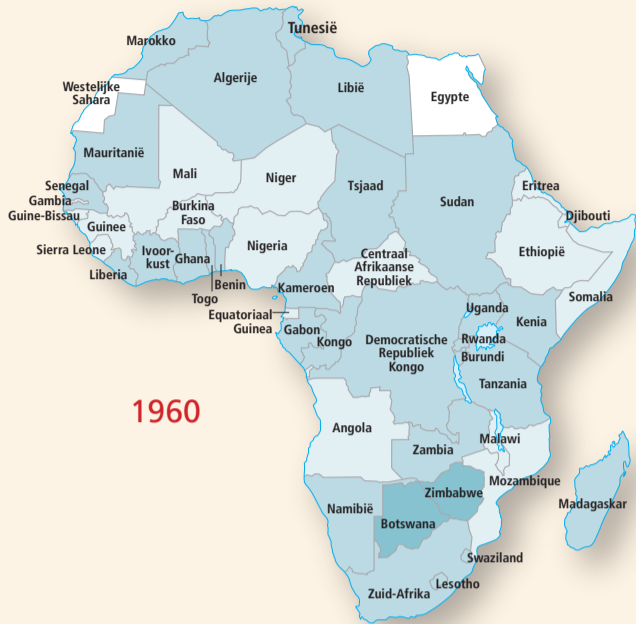 Tunesië
Marokko
Algerije
Libië
Westelijke
Sahara
Egypte
Mauritanië
Mali
Niger
Tsjaad
Sudan
Eritrea
Senegal
Gambia
Guine-Bissau
Guinee
Burkina
Faso
Djibouti
Sierra Leone
Ivoor-
kust
Ghana
Nigeria
Centraal
Afrikaanse
Republiek
Ethiopië
Liberia
Benin
Togo
Kameroen
Somalia
Equatoriaal
Guinea
Gabon
Kongo
Democratische
Republiek
Kongo
Uganda
Kenia
Rwanda
Burundi
Tanzania
1960
Angola
Zambia
Malawi
Mozambique
Zimbabwe
Namibië
Botswana
Madagaskar
Swaziland
Lesotho
Zuid-Afrika